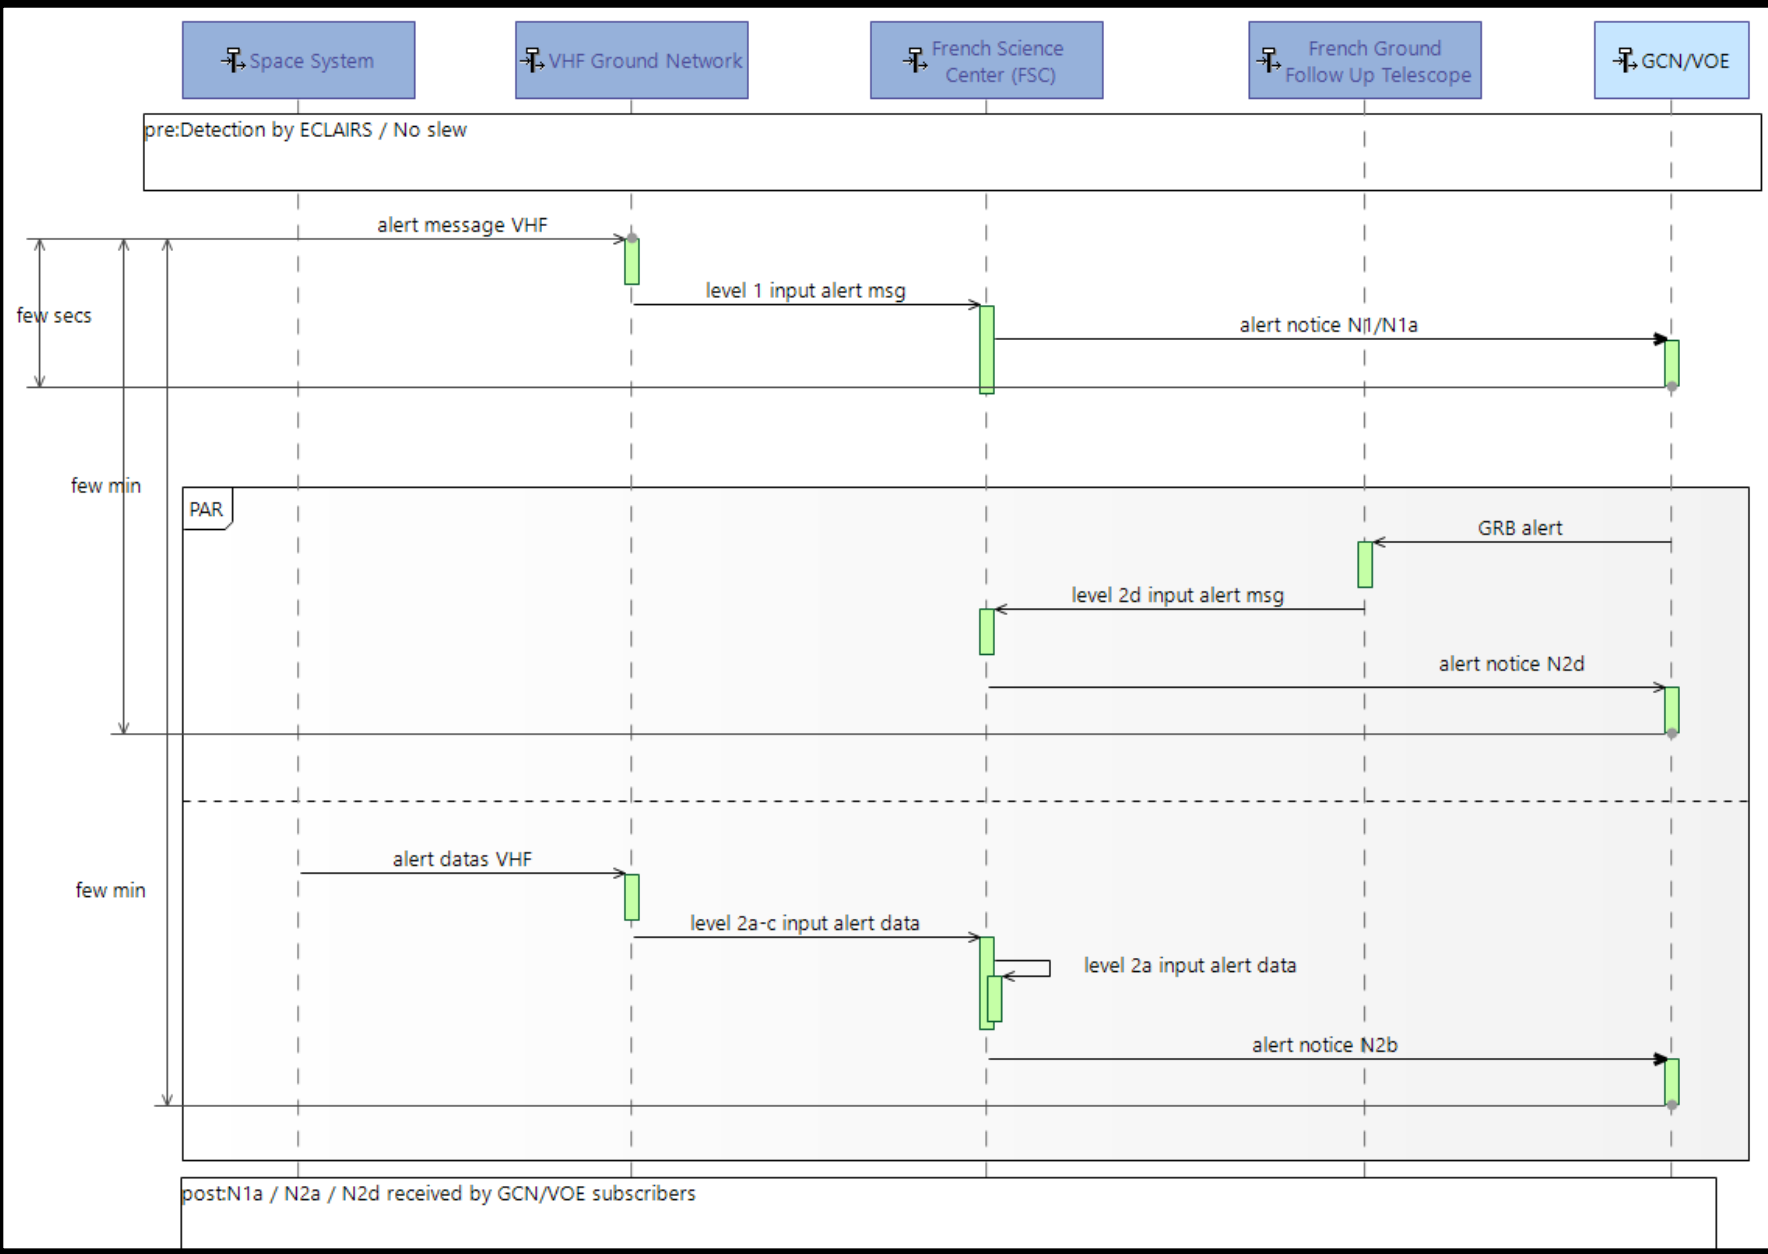 Space System
VHF Ground Network
French Science
Center (FSC)
French Ground
Follow Up Telescope
GCN/VOE
pre:Detection by ECLAIRS / No slew
alert message VHF
level 1 input alert msg
few secs
alert notice N1/N1a
few min
PAR
GRB alert
level 2d input alert msg
alert notice N2d
alert datas VHF
few min
level 2a-c input alert data
level 2a input alert data
alert notice N2b
post:N1a / N2a / N2d received by GCN/VOE subscribers